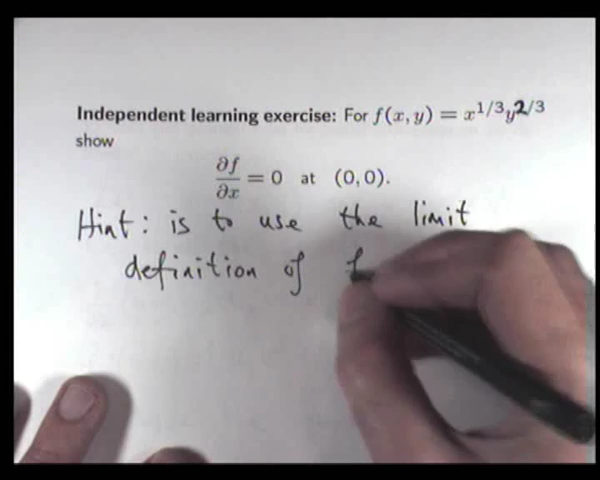 Independent learning exercise: For f(x, y) = x^{1/3}y^{2/3}
show
∂f/∂x = 0 at (0, 0).
Hint: is to use the limit
definition of f